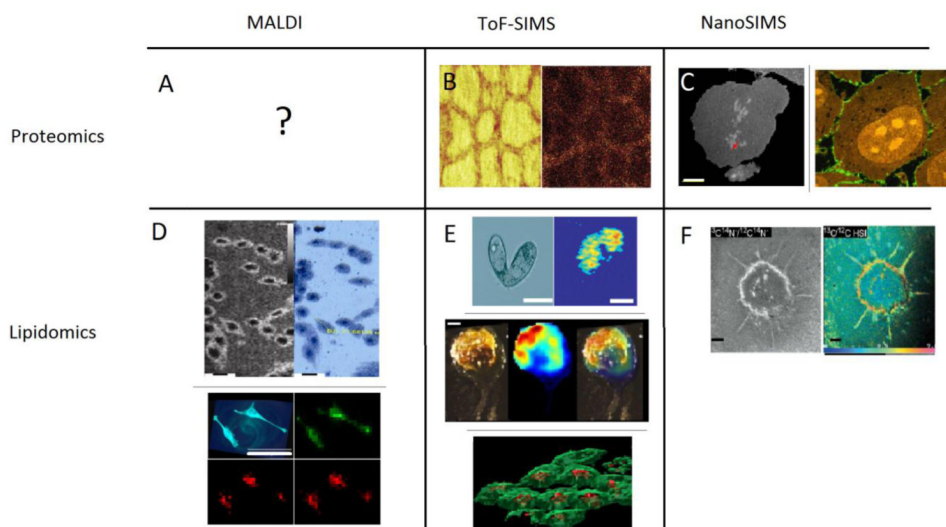 MALDI ToF-SIMS NanoSIMS
A ? B C
Proteomics
D E F
Lipidomics